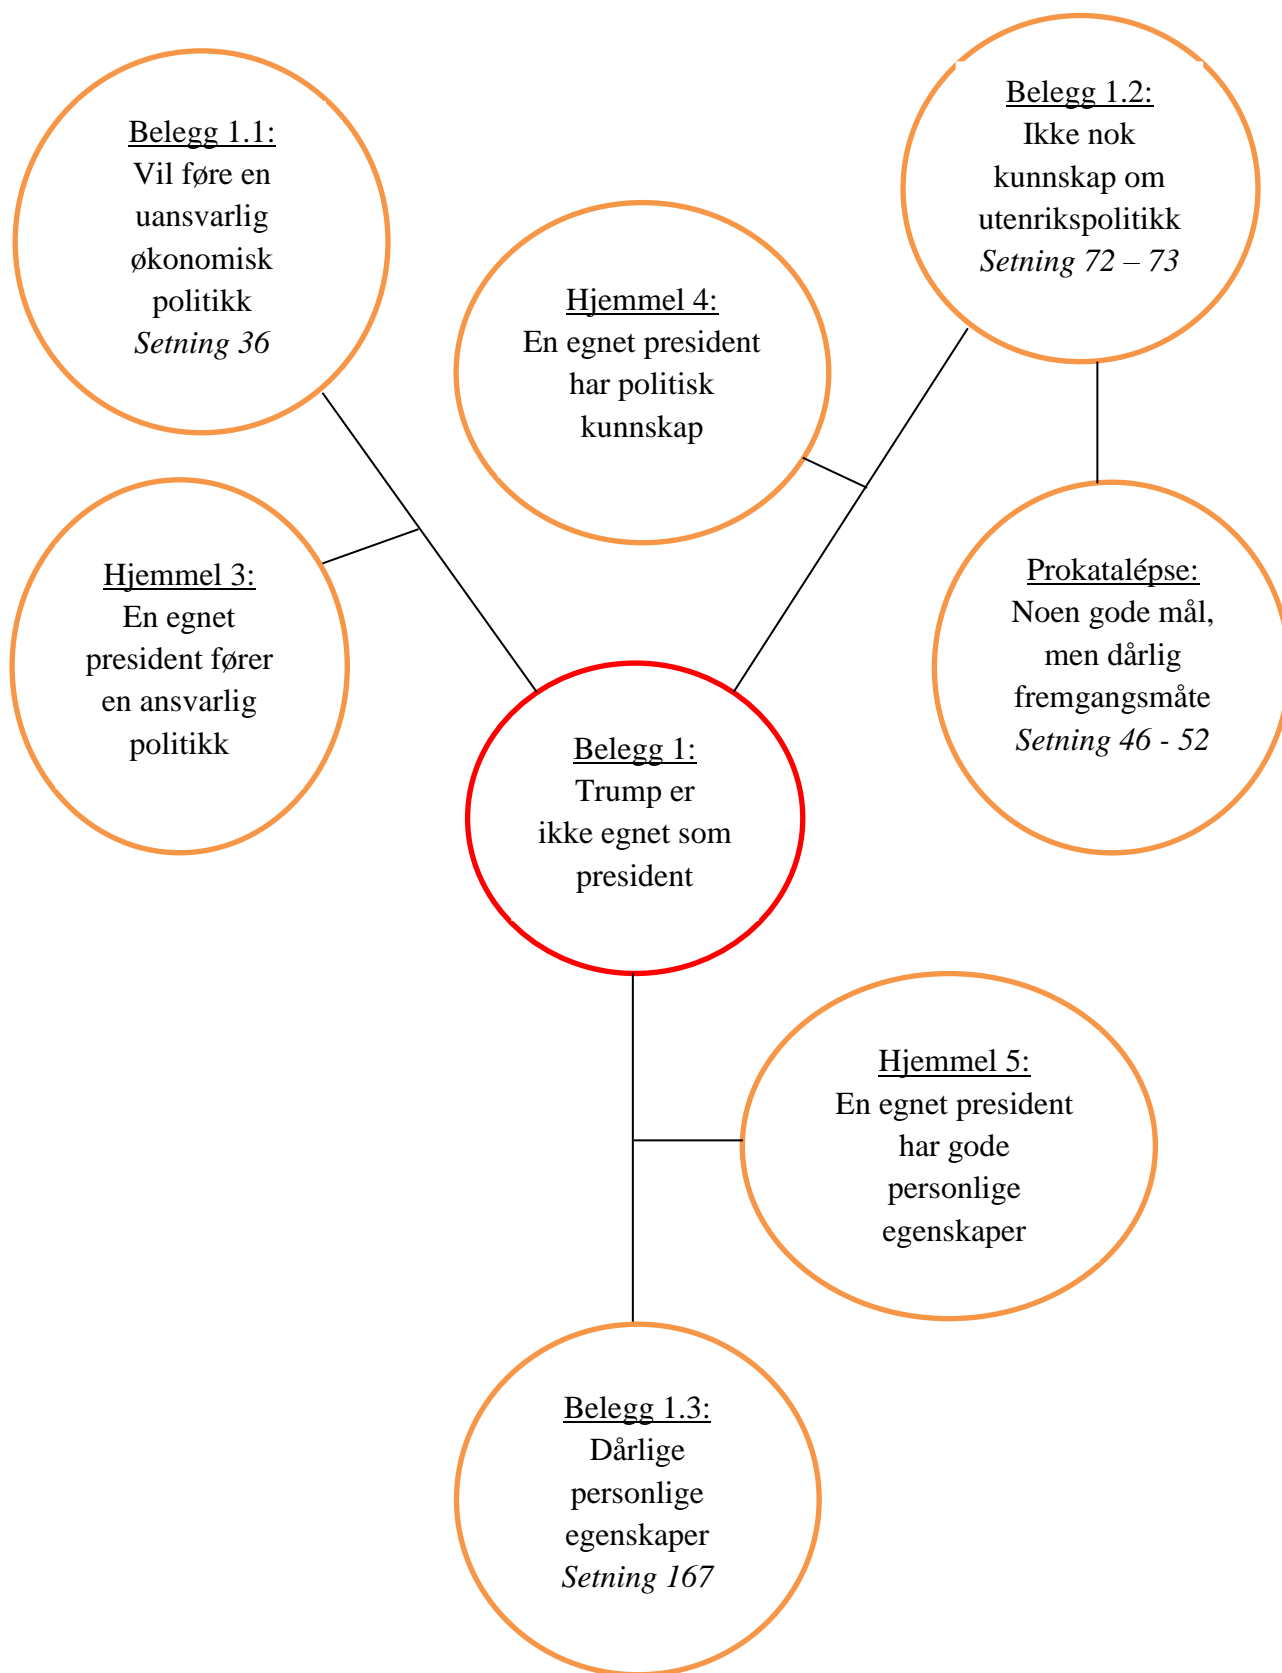 Belegg 1.1:
Vil føre en
uansvarlig
økonomisk
politikk
Setning 36
Belegg 1.2:
Ikke nok
kunnskap om
utenrikspolitikk
Setning 72 – 73
Hjemmel 4:
En egnet president
har politisk
kunnskap
Hjemmel 3:
En egnet
president fører
en ansvarlig
politikk
Prokatalépse:
Noen gode mål,
men dårlig
fremgangsmåte
Setning 46 - 52
Belegg 1:
Trump er
ikke egnet som
president
Hjemmel 5:
En egnet president
har gode
personlige
egenskaper
Belegg 1.3:
Dårlige
personlige
egenskaper
Setning 167